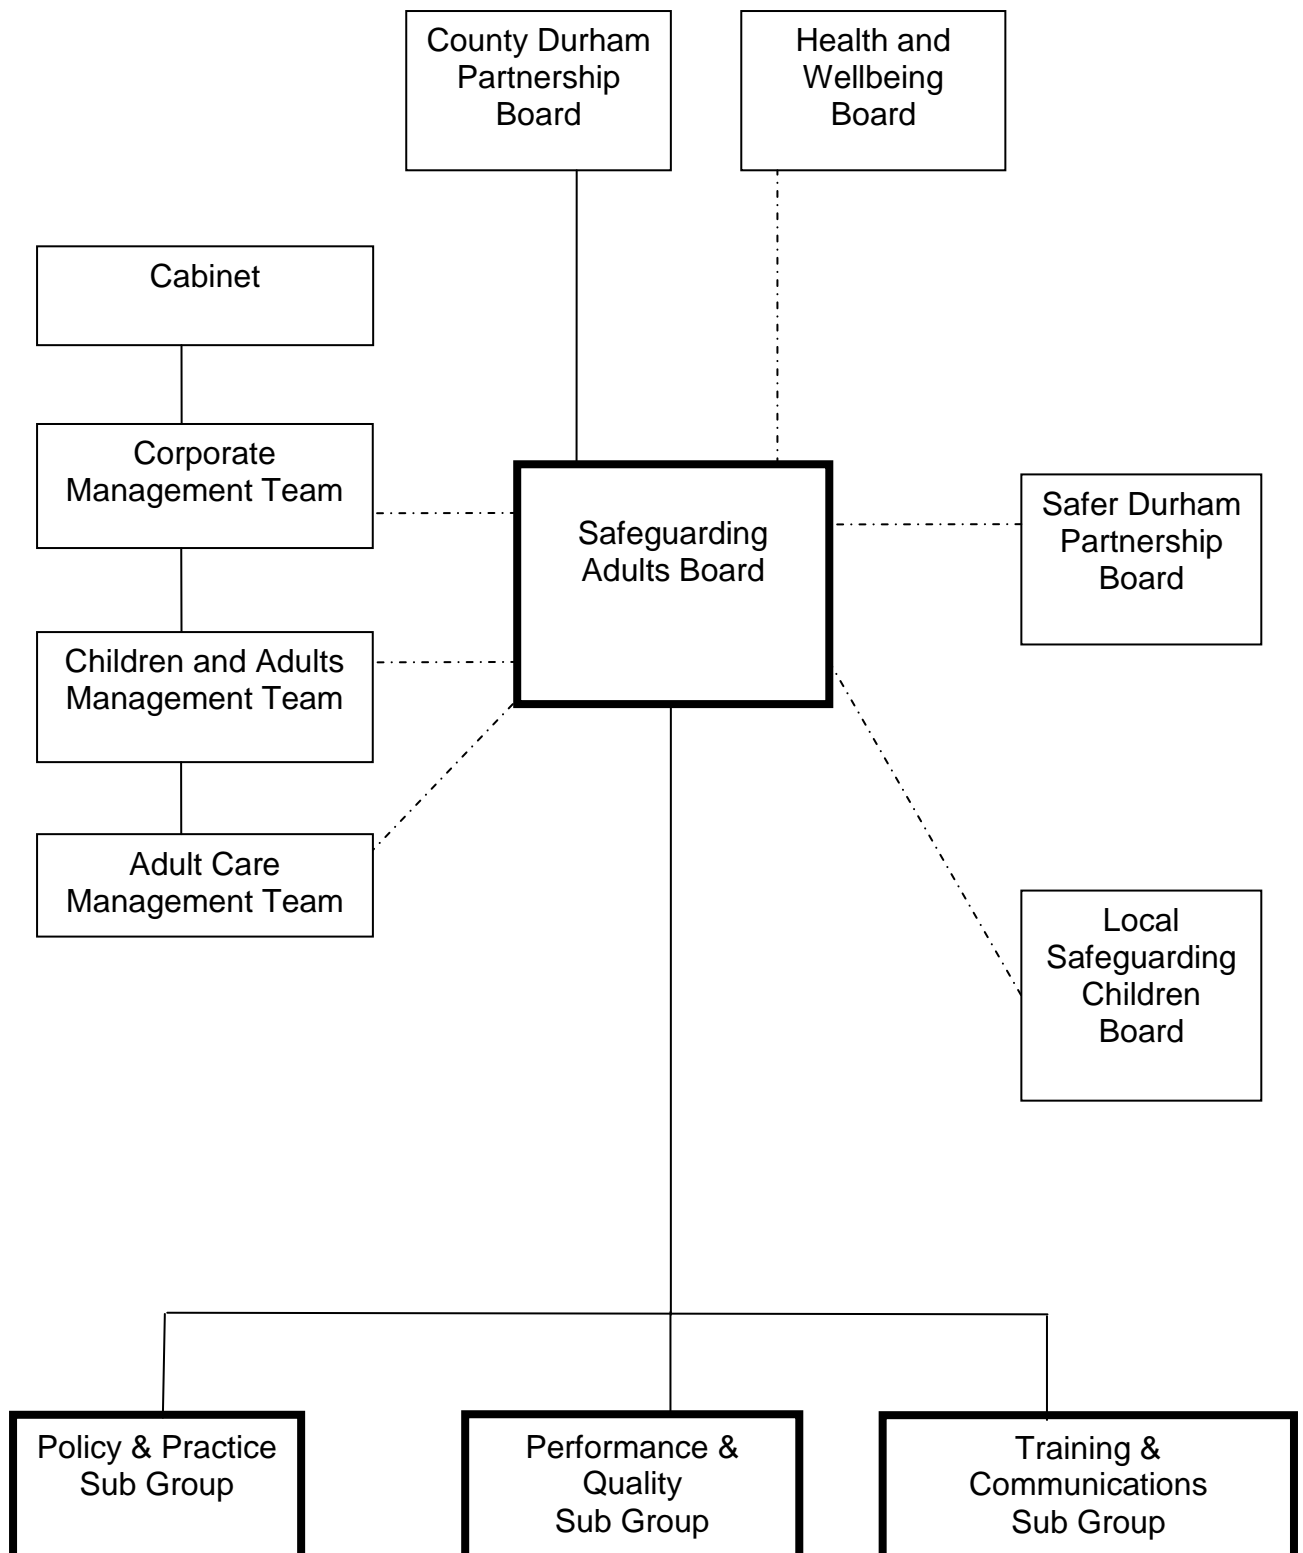 County Durham
Partnership
Board
Health and
Wellbeing
Board
Cabinet
Corporate
Management Team
Safeguarding
Adults Board
Safer Durham
Partnership
Board
Children and Adults
Management Team
Adult Care
Management Team
Local
Safeguarding
Children
Board
Policy & Practice
Sub Group
Performance &
Quality
Sub Group
Training &
Communications
Sub Group